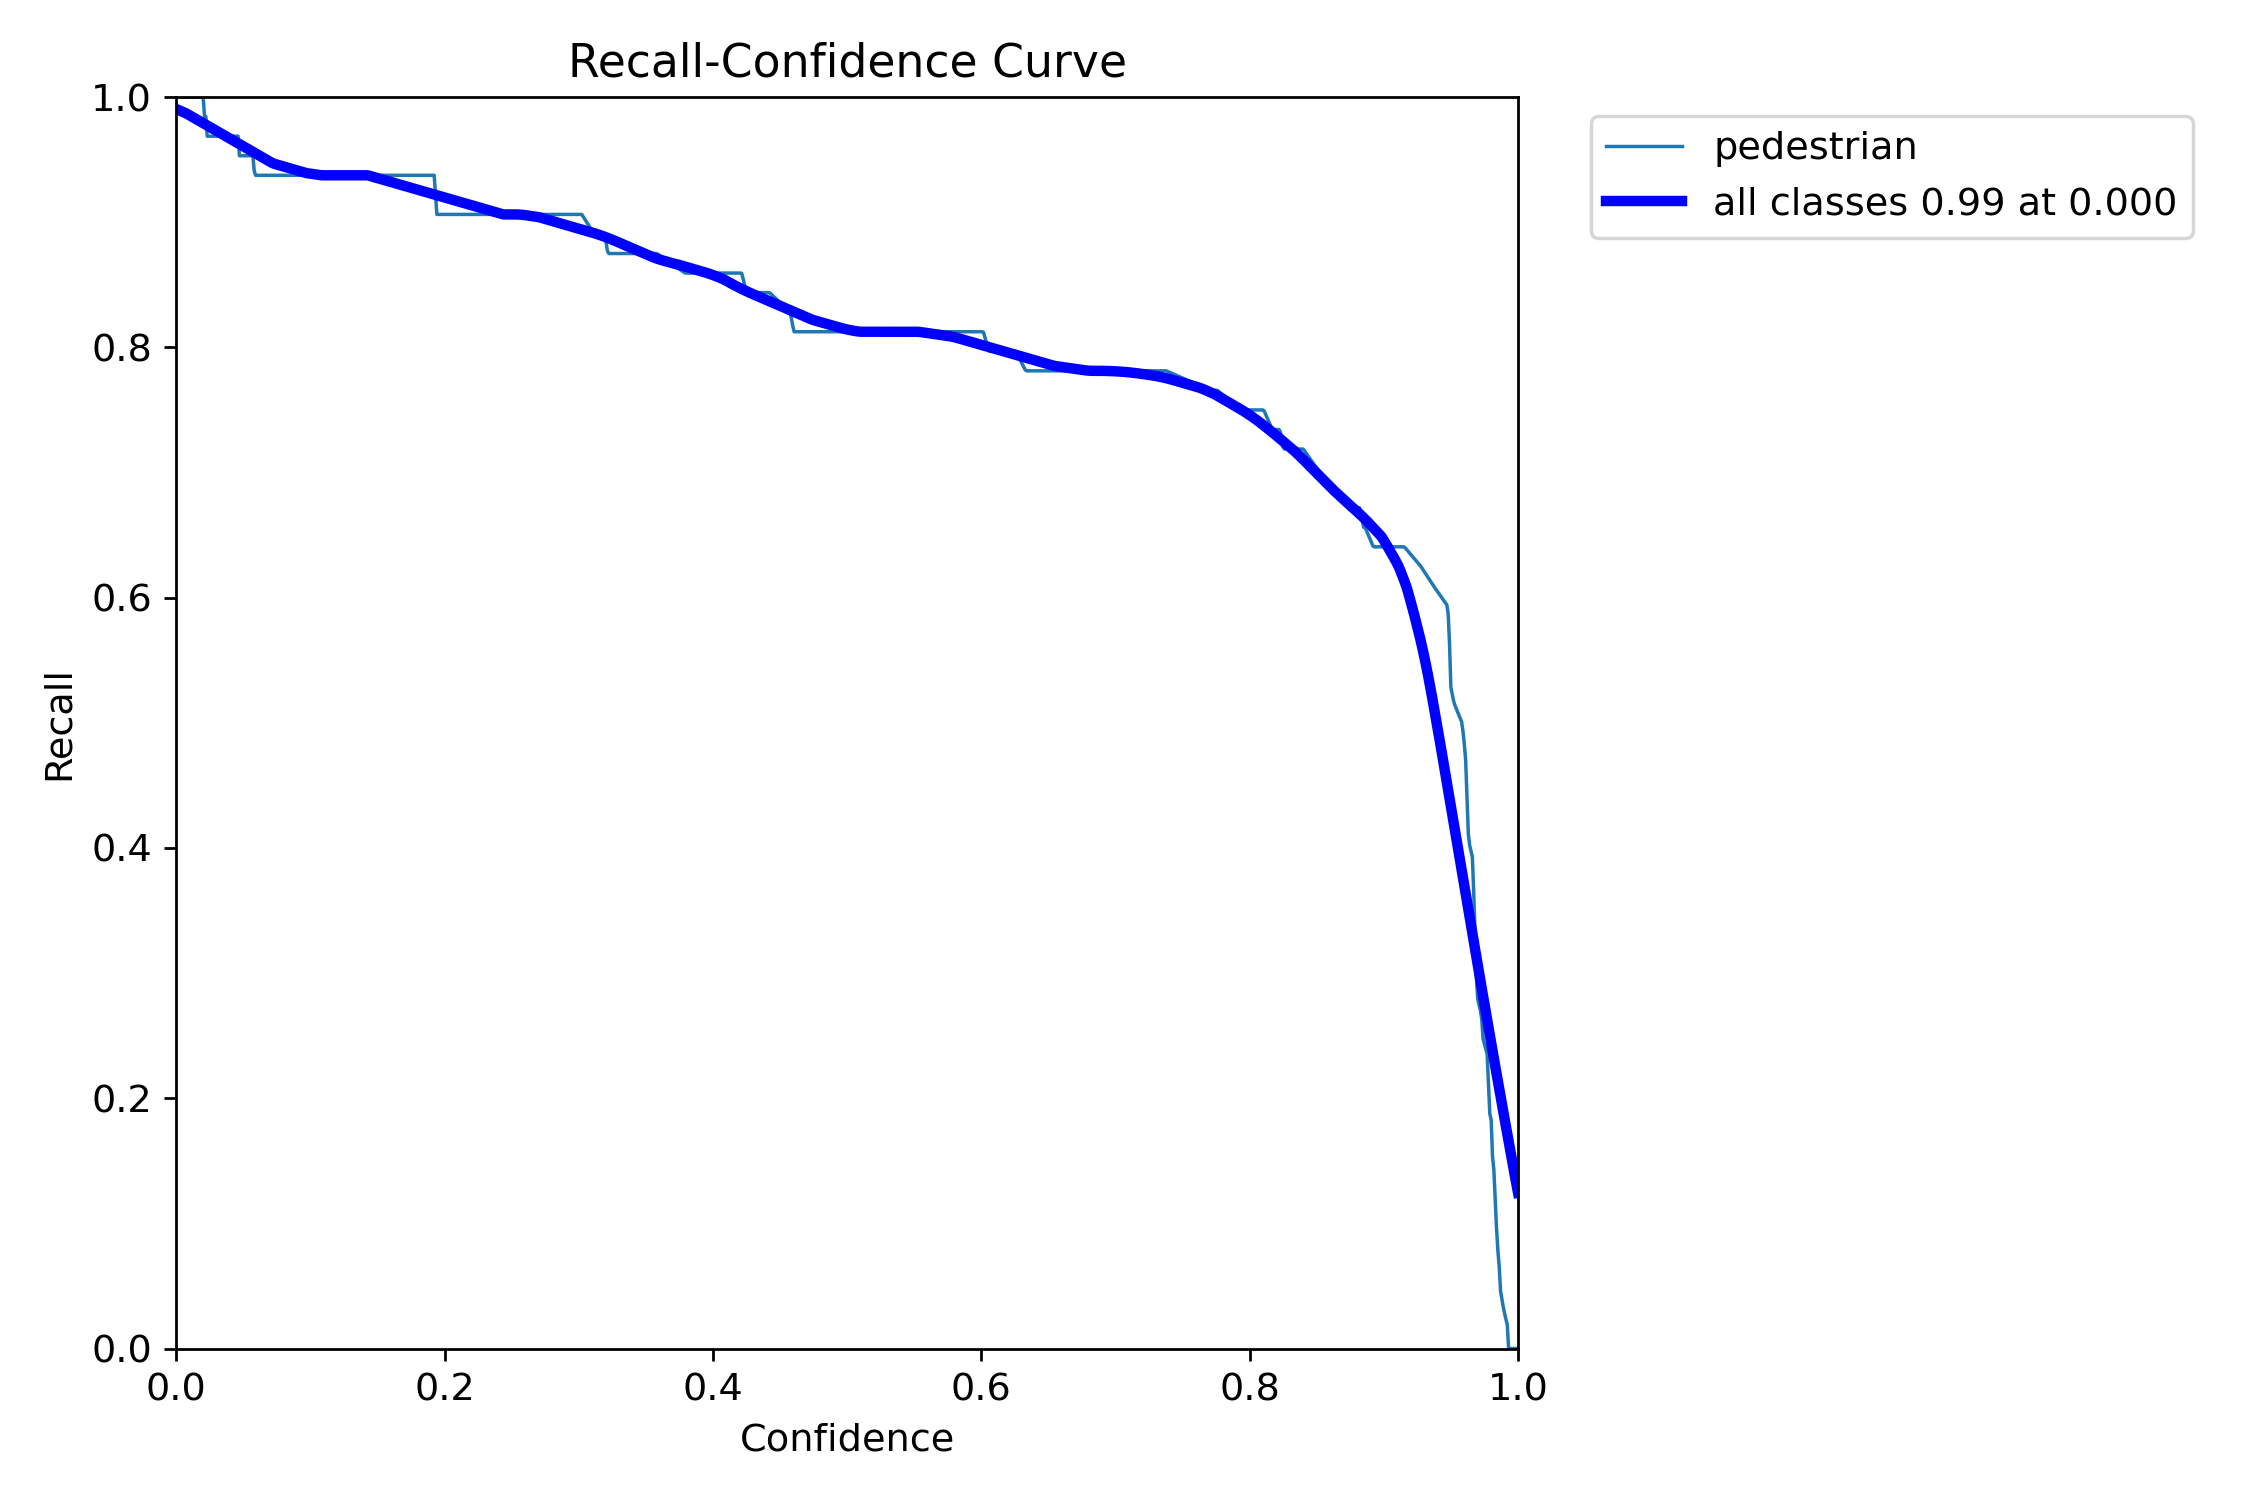 Recall-Confidence Curve
pedestrian
all classes 0.99 at 0.000
1.0
0.8
0.6
0.4
0.2
0.0
Recall
0.0 0.2 0.4 0.6 0.8 1.0
Confidence